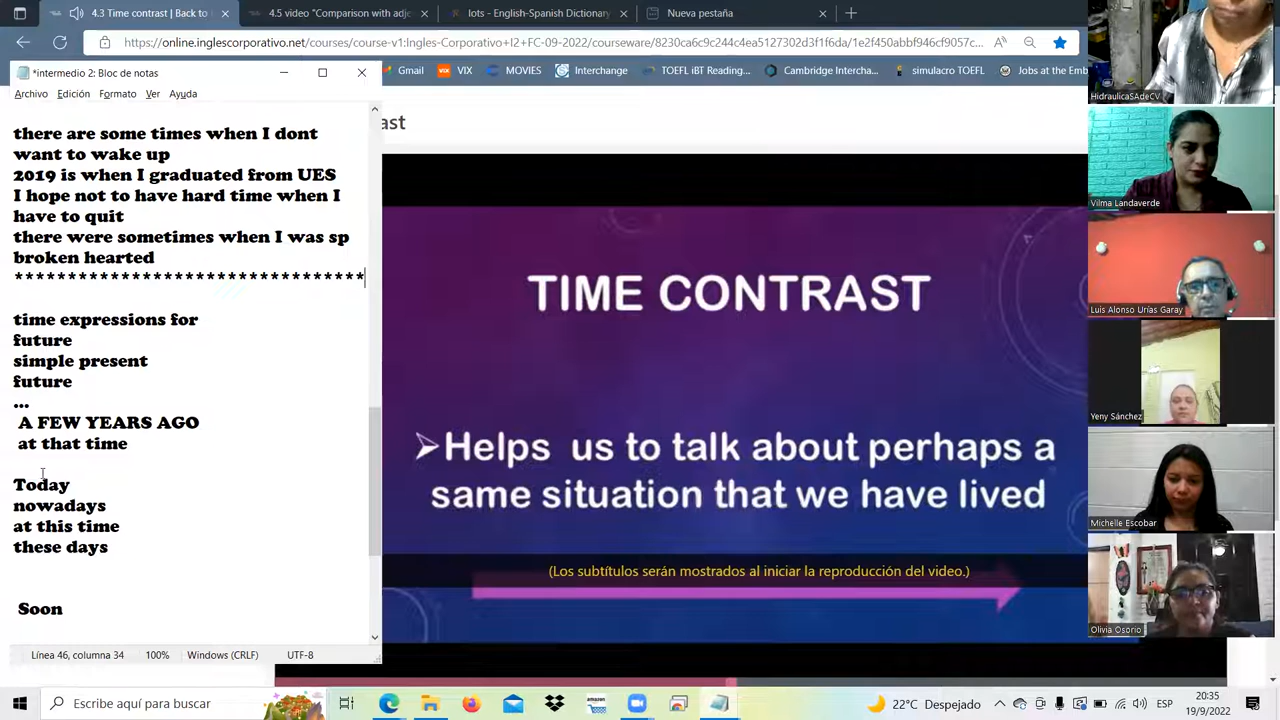 4.3 Time Contrast
4.5 video "Comparison with adje
lots - English-Spanish Dictionary
Nueva pestaña
https://online.inglescorporativo.net/courses/course-v1:Ingles-Corporativo+I2+FC-09-2022/courseware/8230ca6c9c244c4ea5127302d3f1f6da/1e2f450abbf946cf9057c...
Gmail
VIX
MOVIES
Interchange
TOEFL iBT Read...
Cambridge Intercha...
simulacro TOEFL
Jobs at the Emb
*intermedio 2: Bloc de notas
Archivo Edición Formato Ver Ayuda
ast
there are some times when I dont
want to wake up
2019 is when I graduated from UES
I hope not to have hard time when I
have to quit
there were sometimes when I was sp
broken hearted
*********************************
time expressions for
future
simple present
future
...
A FEW YEARS AGO
at that time
Today
nowadays
at this time
these days
Soon
Línea 46, columna 34 100% Windows (CRLF) UTF-8
TIME CONTRAST
➢Helps us to talk about perhaps a
same situation that we have lived
(Los subtítulos serán mostrados al iniciar la reproducción del video.)
HidraulicaSAdeCV
Vilma Landaverde
Luis Alonso Urías Garay
Yeny Sánchez
Michelle Escobar
Olivia Osorio
Escribe aquí para buscar
amazon
22°C Despejado
ESP
20:35
19/9/2022